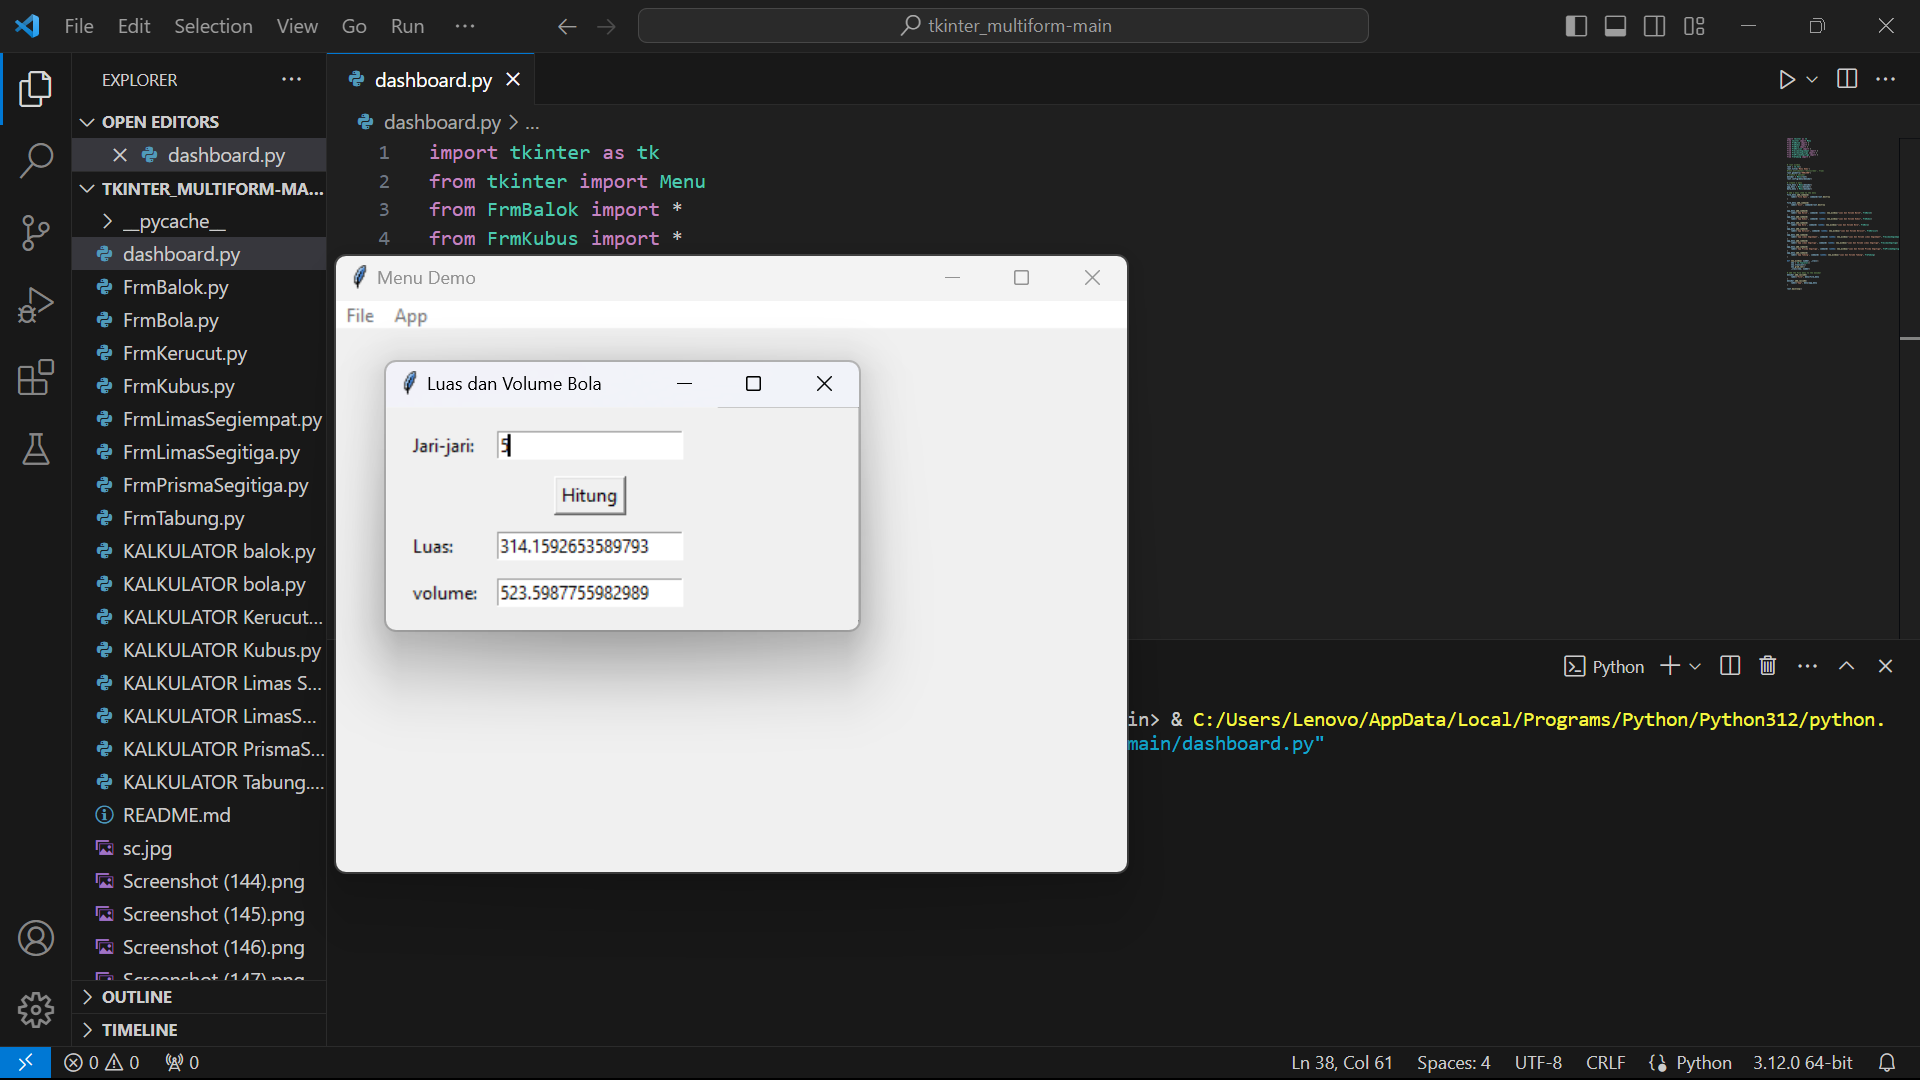 File Edit Selection View Go Run ···
tkinter_multiform-main
EXPLORER
OPEN EDITORS
dashboard.py
TKINTER_MULTIFORM-MA...
__pycache__
dashboard.py
FrmBalok.py
FrmBola.py
FrmKerucut.py
FrmKubus.py
FrmLimasSegiempat.py
FrmLimasSegitiga.py
FrmPrismaSegitiga.py
FrmTabung.py
KALKULATOR balok.py
KALKULATOR bola.py
KALKULATOR Kerucut...
KALKULATOR Kubus.py
KALKULATOR Limas S...
KALKULATOR LimasS...
KALKULATOR PrismaS...
KALKULATOR Tabung....
README.md
sc.jpg
Screenshot (144).png
Screenshot (145).png
Screenshot (146).png
Screenshot (147).png
OUTLINE
TIMELINE
dashboard.py
dashboard.py > ...
1 import tkinter as tk
2 from tkinter import Menu
3 from FrmBalok import *
4 from FrmKubus import *
Menu Demo
File App
Luas dan Volume Bola
Jari-jari: 5
Hitung
Luas: 314.1592653589793
volume: 523.5987755982989
Python
in> & C:/Users/Lenovo/AppData/Local/Programs/Python/Python312/python.
main/dashboard.py"
0 0 0
Ln 38, Col 61 Spaces: 4 UTF-8 CRLF Python 3.12.0 64-bit